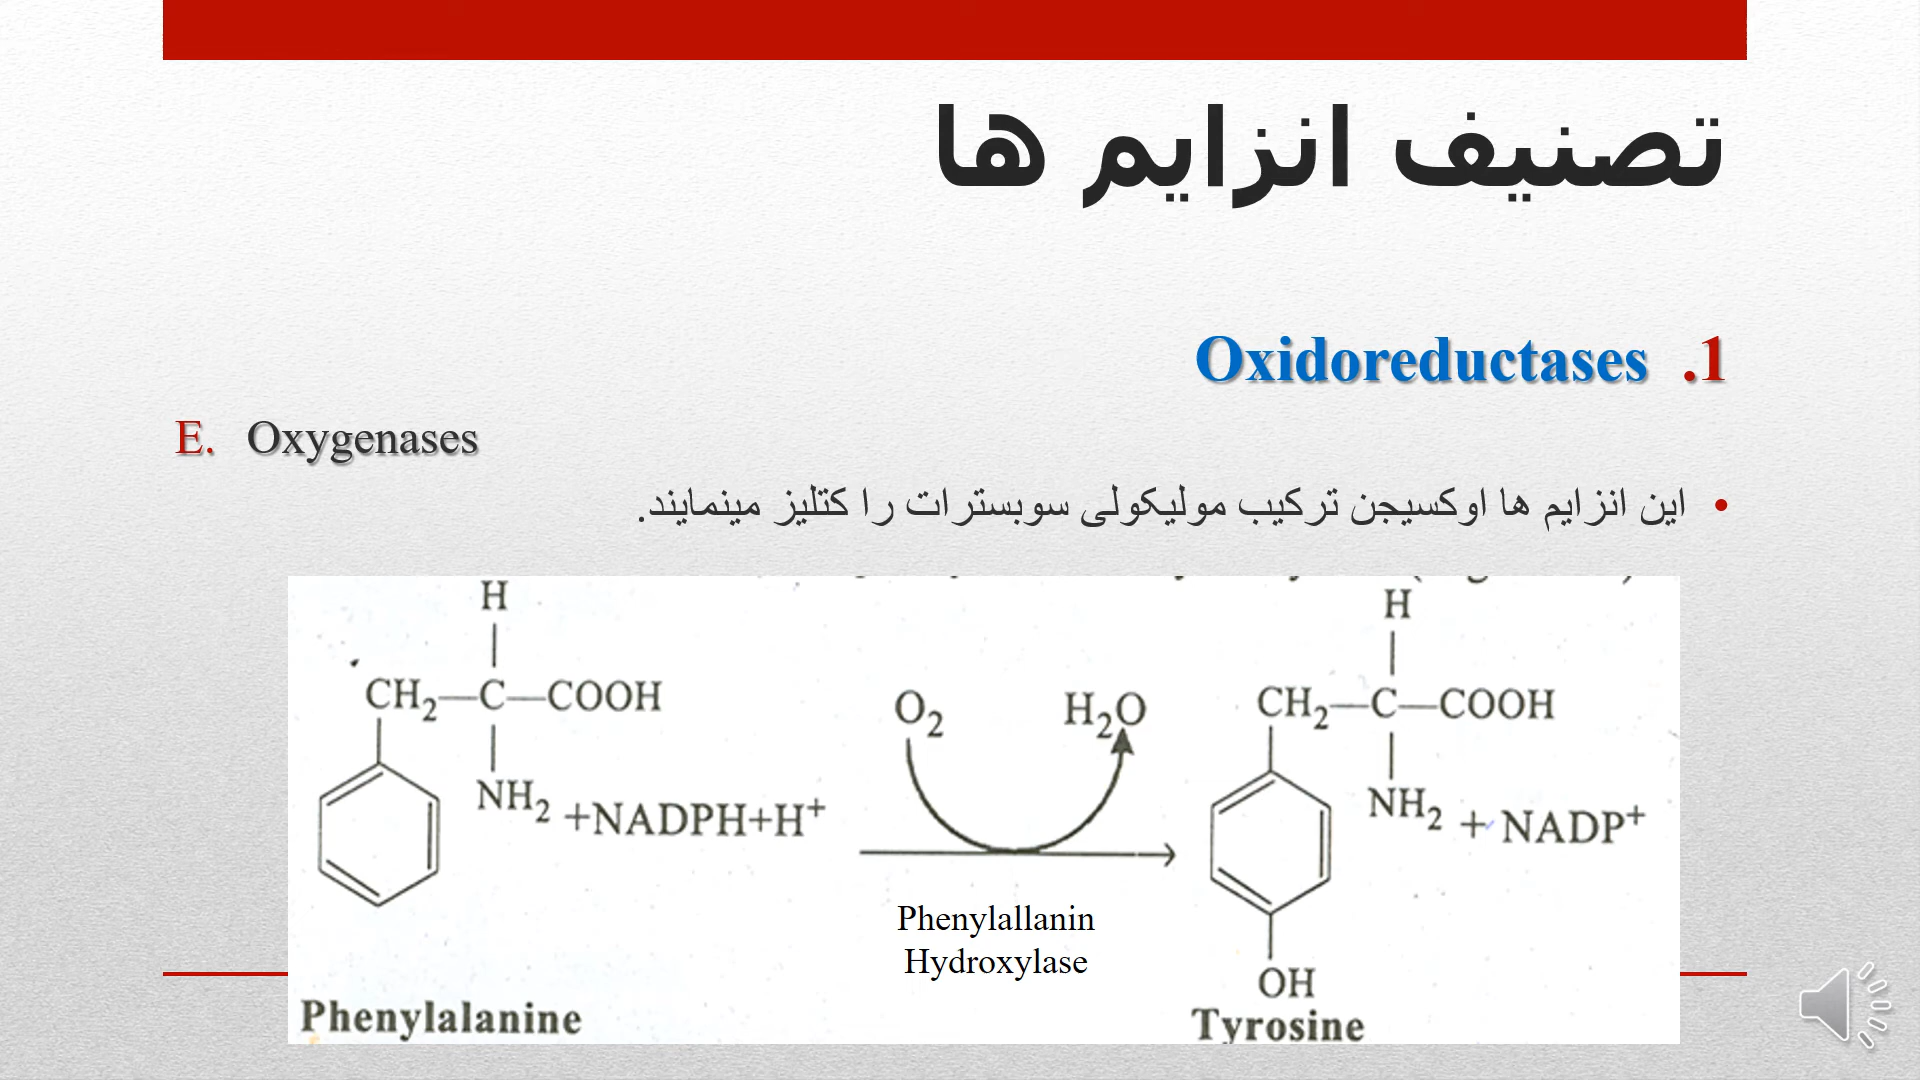 تصنیف انزایم ها
1. Oxidoreductases
E. Oxygenases
• این انزایم ها اوکسیجن ترکیب مولیکولی سوبسترات را کتلیز مینمایند.
H
CH₂—C—COOH
NH₂ +NADPH+H⁺
Phenylalanine
O₂ H₂O
Phenylallanin
Hydroxylase
H
CH₂—C—COOH
NH₂ + NADP⁺
OH
Tyrosine